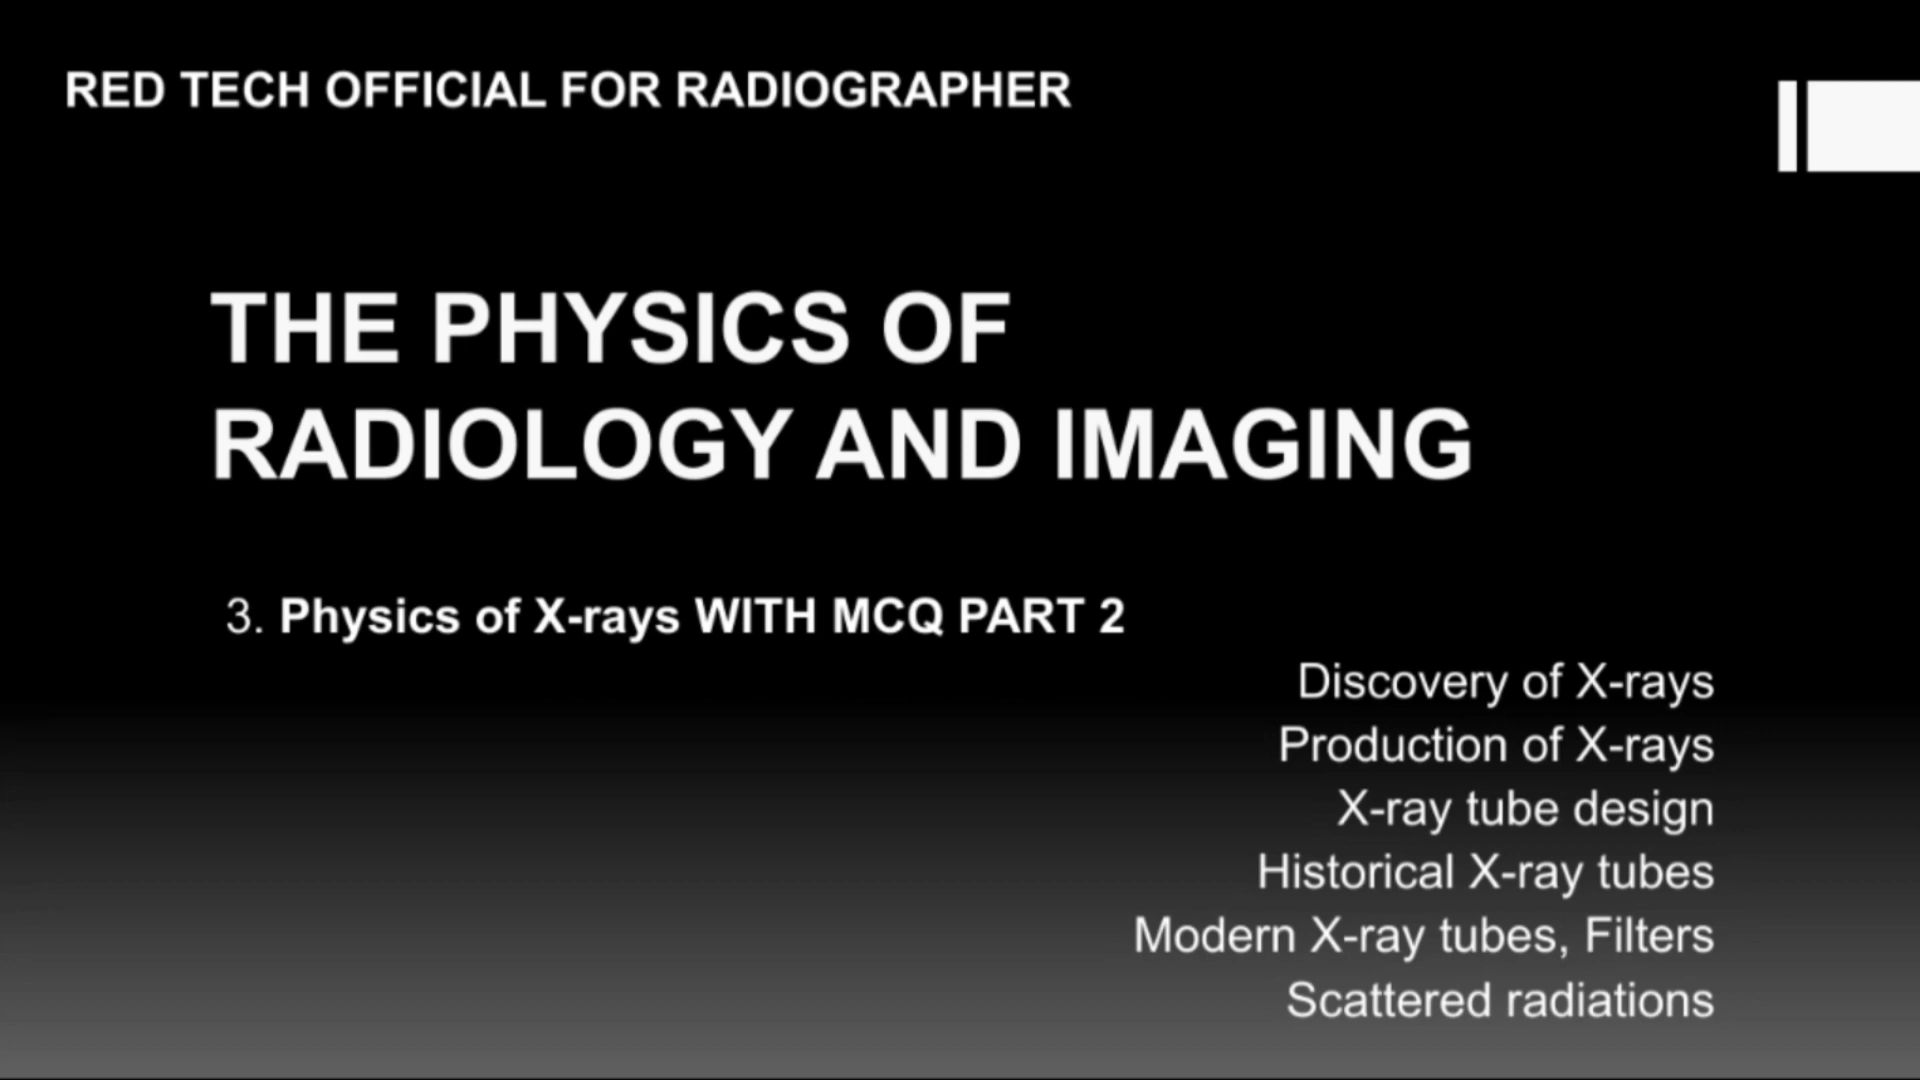 RED TECH OFFICIAL FOR RADIOGRAPHER
THE PHYSICS OF
RADIOLOGY AND IMAGING
3. Physics of X-rays WITH MCQ PART 2
Discovery of X-rays
Production of X-rays
X-ray tube design
Historical X-ray tubes
Modern X-ray tubes, Filters
Scattered radiations